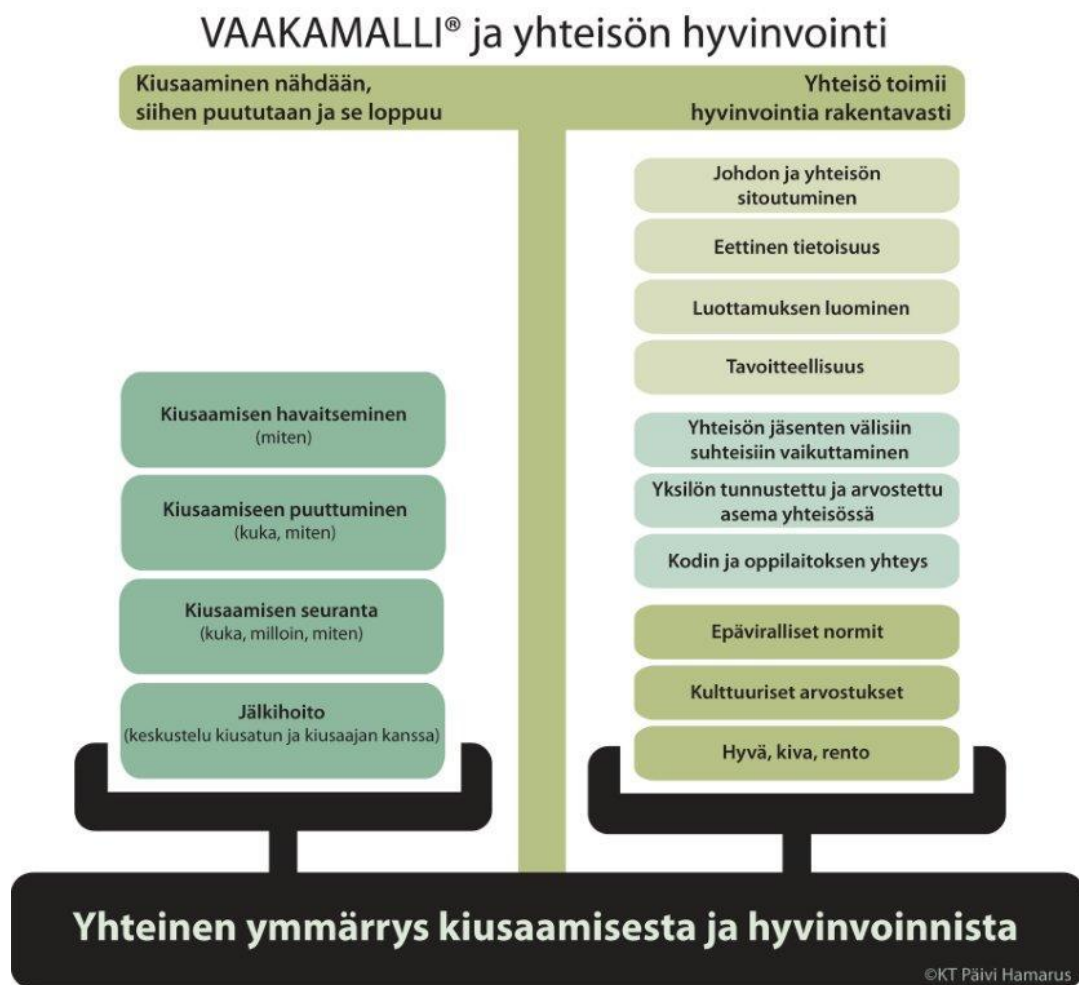 VAAKAMALLI® ja yhteisön hyvinvointi
Kiusaaminen nähdään,
siihen puututaan ja se loppuu
Yhteisö toimii
hyvinvointia rakentavasti
Kiusaamisen havaitseminen
(miten)
Kiusaamiseen puuttuminen
(kuka, miten)
Kiusaamisen seuranta
(kuka, milloin, miten)
Jälkihoito
(keskustelu kiusatun ja kiusaajan kanssa)
Johdon ja yhteisön
sitoutuminen
Eettinen tietoisuus
Luottamuksen luominen
Tavoitteellisuus
Yhteisön jäsenten välisiin
suhteisiin vaikuttaminen
Yksilön tunnustettu ja arvostettu
asema yhteisössä
Kodin ja oppilaitoksen yhteys
Epäviralliset normit
Kulttuuriset arvostukset
Hyvä, kiva, rento
Yhteinen ymmärrys kiusaamisesta ja hyvinvoinnista
©KT Päivi Hamarus